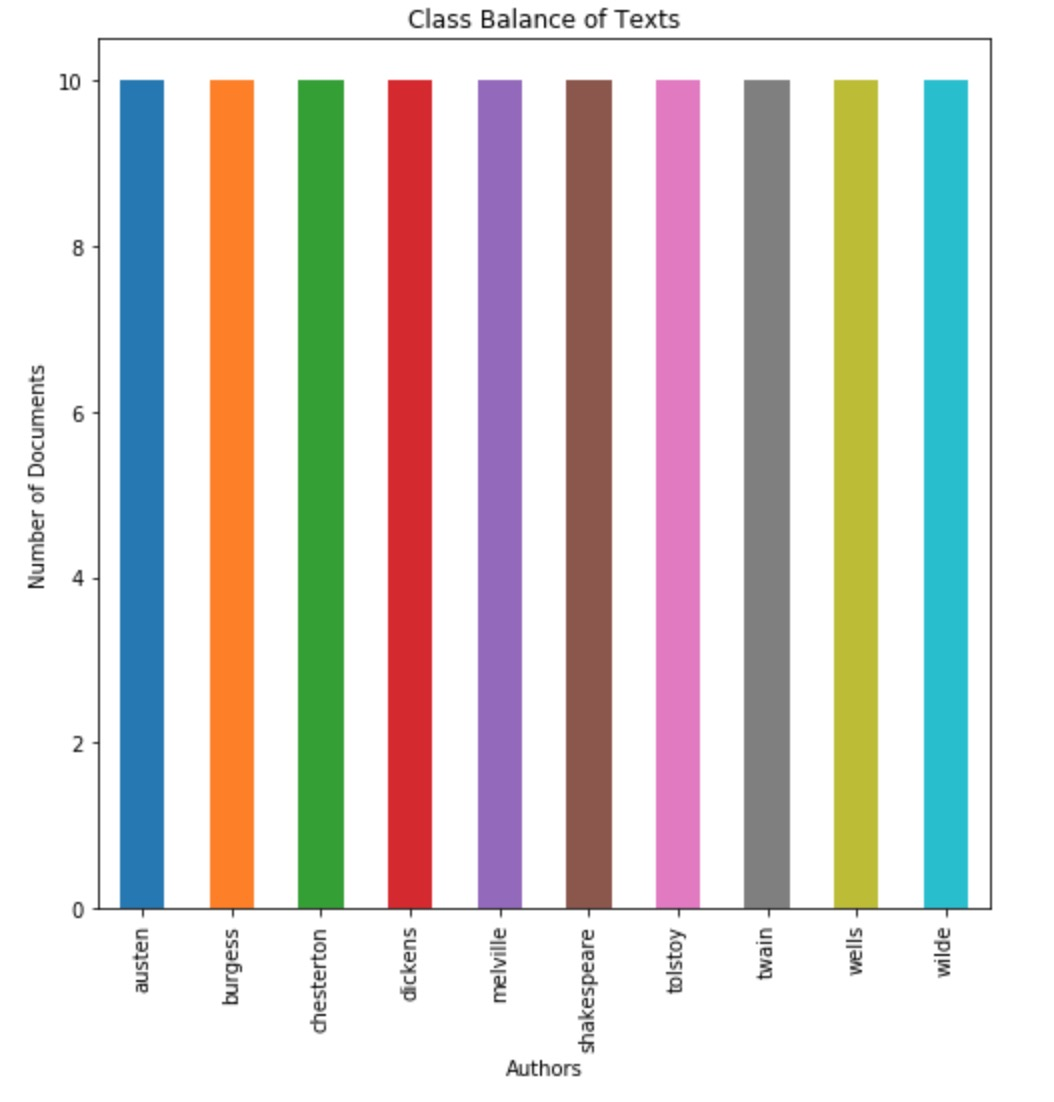 Class Balance of Texts
10
8
6
4
2
0
Number of Documents
austen
burgess
chesterton
dickens
melville
shakespeare
tolstoy
twain
wells
wilde
Authors